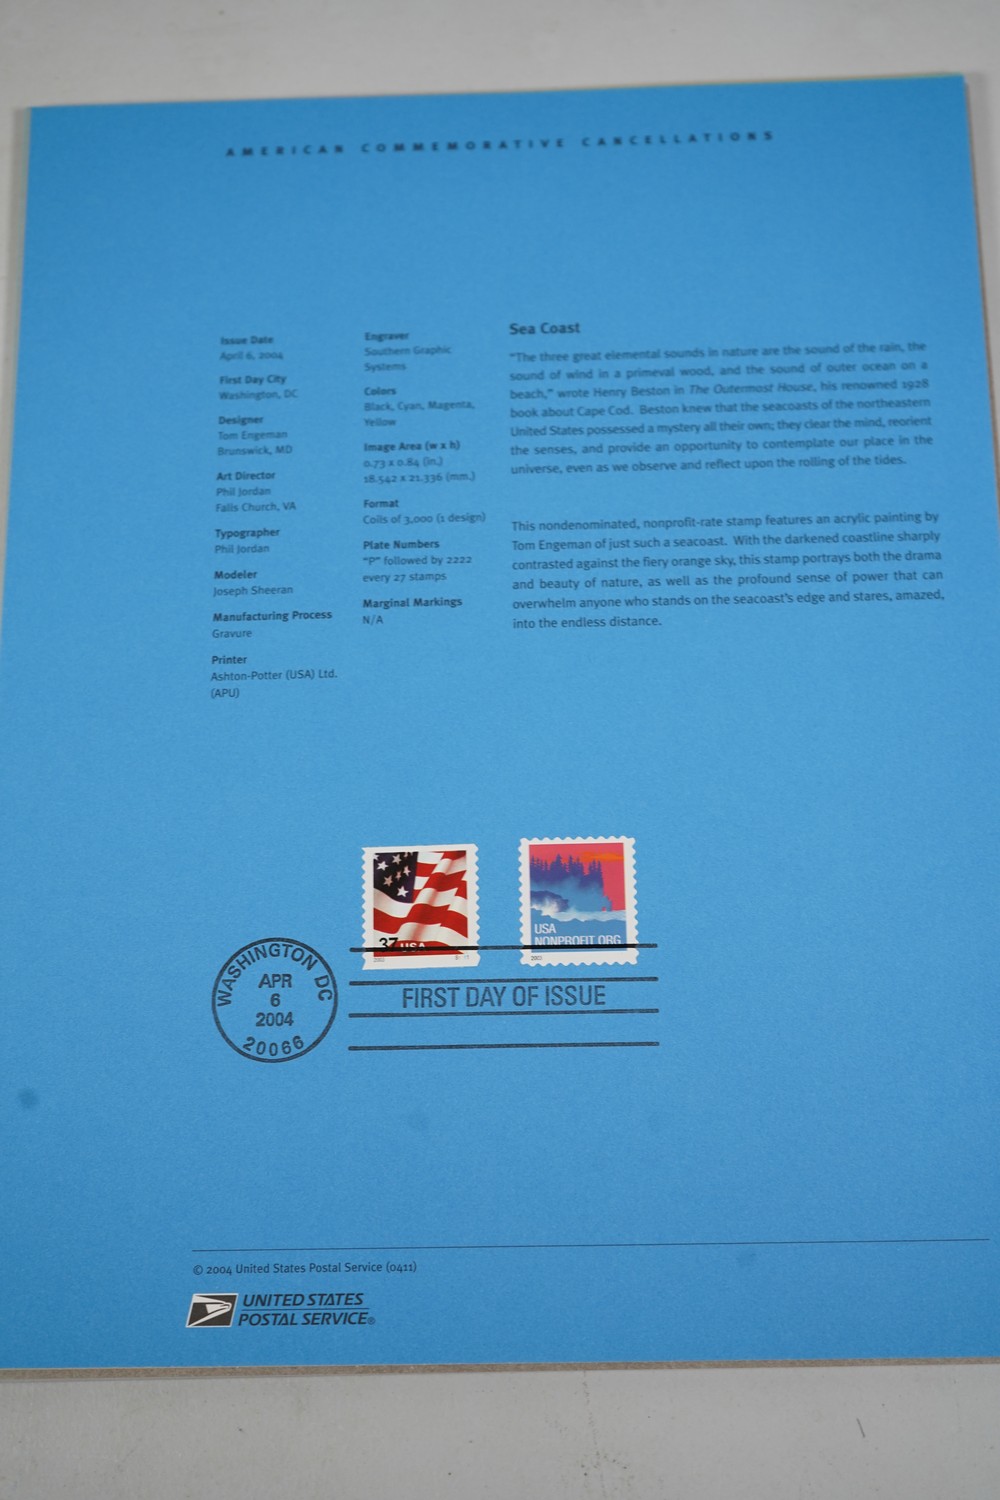 AMERICAN COMMEMORATIVE CANCELLATIONS
Issue Date
April 6, 2004
First Day City
Washington, DC
Designer
Tom Engeman
Brunswick, MD
Art Director
Phil Jordan
Falls Church, VA
Typographer
Phil Jordan
Modeler
Joseph Sheeran
Manufacturing Process
Gravure
Printer
Ashton-Potter (USA) Ltd.
(APU)
Engraver
Southern Graphic
Systems
Colors
Black, Cyan, Magenta,
Yellow
Image Area (w x h)
0.73 x 0.84 (in.)
18.542 x 21.336 (mm.)
Format
Coils of 3,000 (1 design)
Plate Numbers
"P" followed by 2222
every 27 stamps
Marginal Markings
N/A
Sea Coast
"The three great elemental sounds in nature are the sound of the rain, the
sound of wind in a primeval wood, and the sound of outer ocean on a
beach," wrote Henry Beston in The Outermost House, his renowned 1928
book about Cape Cod. Beston knew that the seacoasts of the northeastern
United States possessed a mystery all their own; they clear the mind, reorient
the senses, and provide an opportunity to contemplate our place in the
universe, even as we observe and reflect upon the rolling of the tides.
This nondenominated, nonprofit-rate stamp features an acrylic painting by
Tom Engeman of just such a seacoast. With the darkened coastline sharply
contrasted against the fiery orange sky, this stamp portrays both the drama
and beauty of nature, as well as the profound sense of power that can
overwhelm anyone who stands on the seacoast's edge and stares, amazed,
into the endless distance.
37 USA
2002
USA
NONPROFIT ORG
2003
WASHINGTON DC
APR
6
2004
20066
FIRST DAY OF ISSUE
© 2004 United States Postal Service (0411)
UNITED STATES
POSTAL SERVICE®